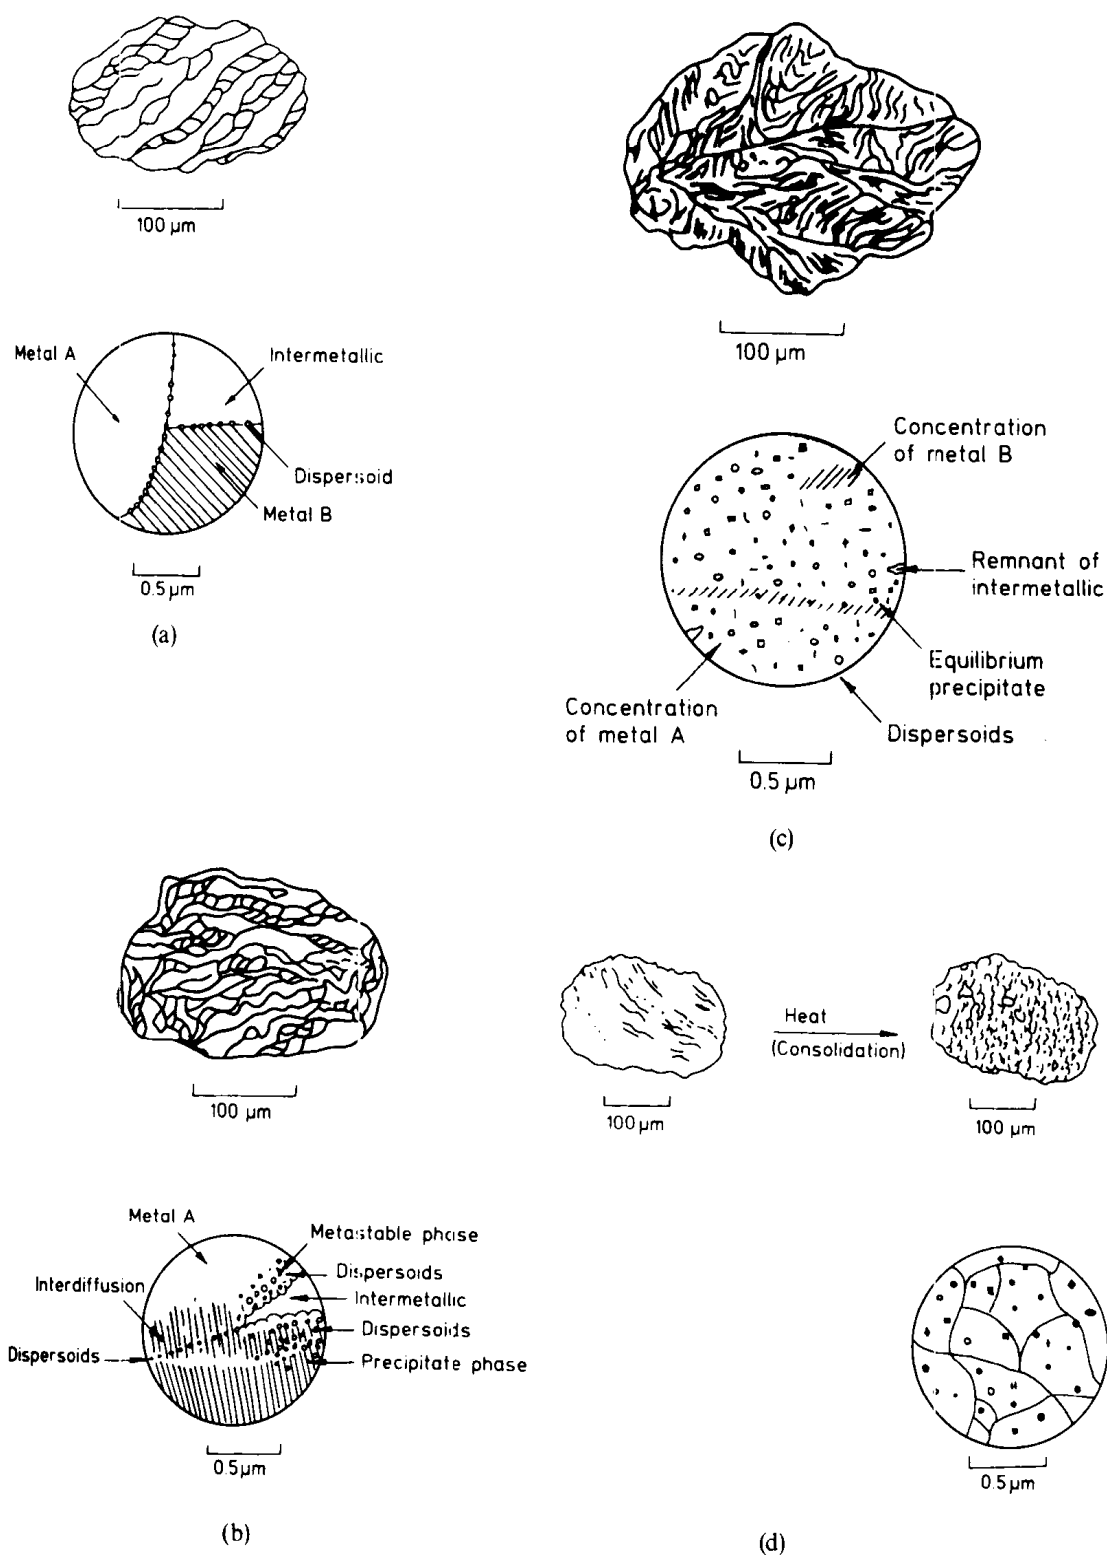 100 µm
Metal A
Intermetallic
Dispersoid
Metal B
0.5 µm
(a)
100 µm
Concentration
of metal B
Remnant of
intermetallic
Equilibrium
precipitate
Concentration
of metal A
Dispersoids
0.5 µm
(c)
100 µm
Metal A
Metastable phase
Dispersoids
Interdiffusion
Intermetallic
Dispersoids
Dispersoids
Precipitate phase
0.5 µm
(b)
Heat
(Consolidation)
100 µm
100 µm
0.5 µm
(d)